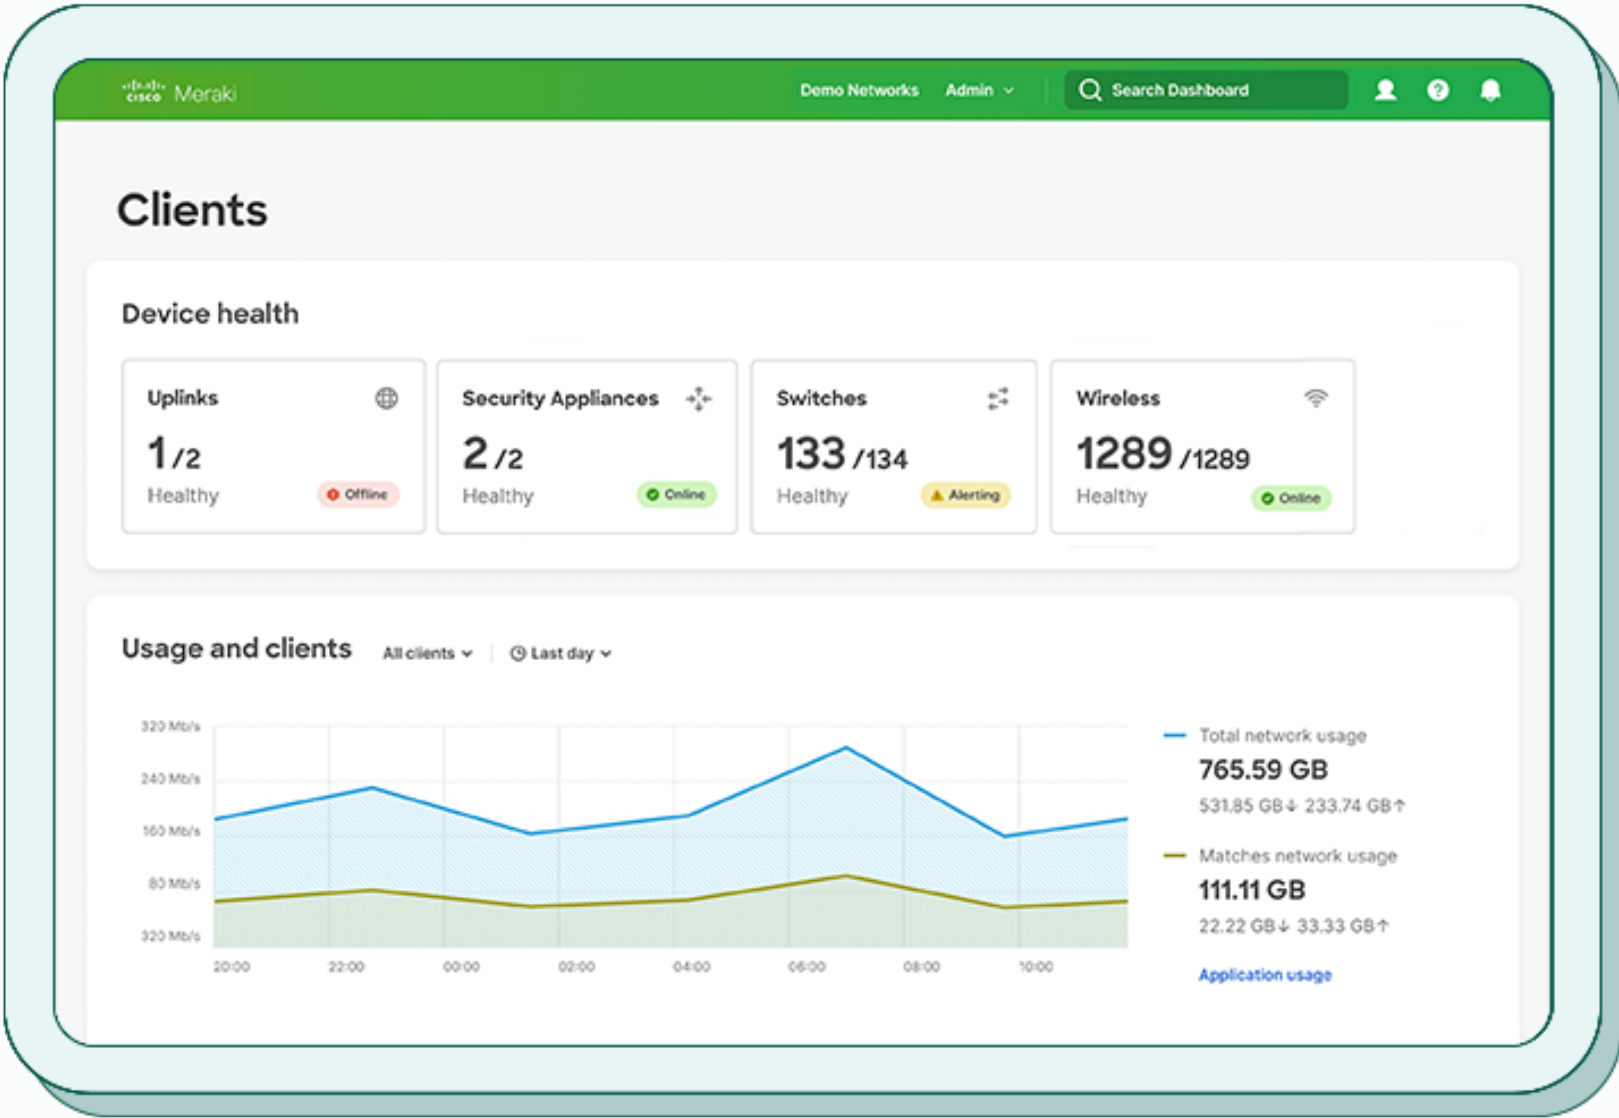 cisco Meraki
Demo Networks Admin Search Dashboard
Clients
Device health
Uplinks
1 /2
Healthy
Offline
Security Appliances
2 /2
Healthy
Online
Switches
133 /134
Healthy
Alerting
Wireless
1289 /1289
Healthy
Online
Usage and clients All clients Last day
320 Mb/s
240 Mb/s
160 Mb/s
80 Mb/s
320 Mb/s
20:00 22:00 00:00 02:00 04:00 06:00 08:00 10:00
Total network usage
765.59 GB
531.85 GB↓ 233.74 GB↑
Matches network usage
111.11 GB
22.22 GB↓ 33.33 GB↑
Application usage